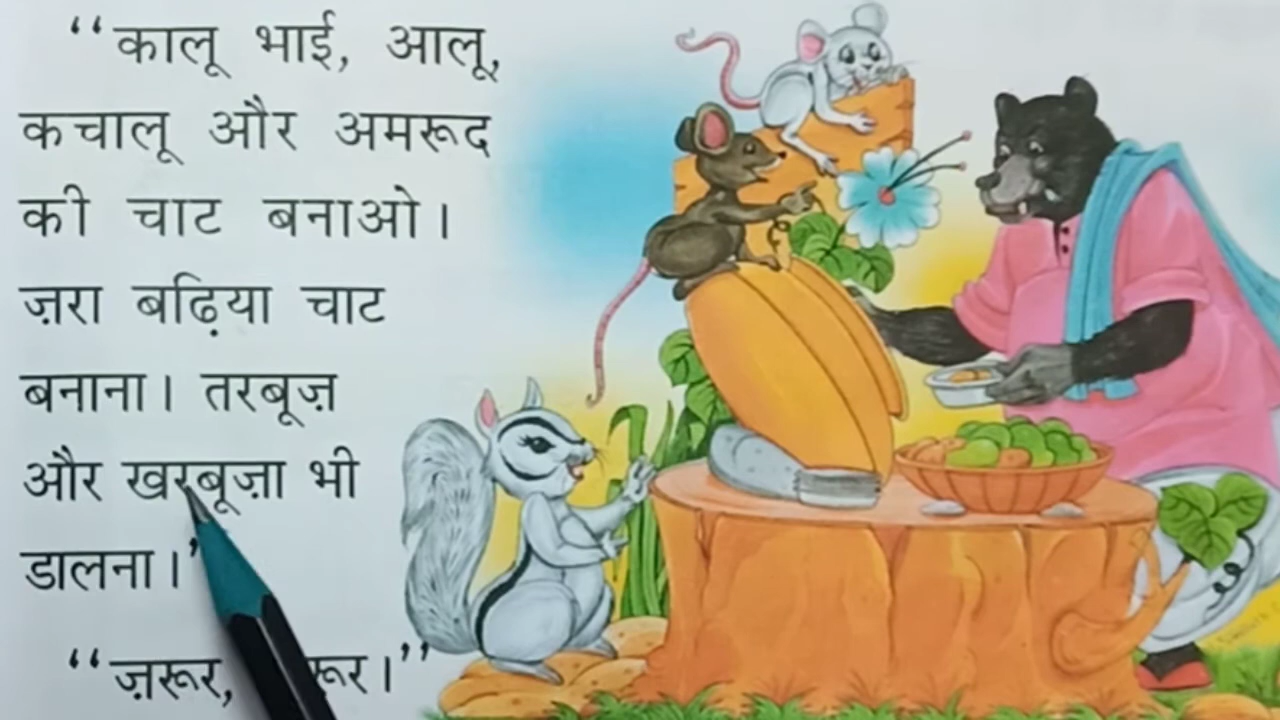 “कालू भाई, आलू,
कचालू और अमरूद
की चाट बनाओ।
ज़रा बढ़िया चाट
बनाना। तरबूज़
और खरबूज़ा भी
डालना।”
“ज़रूर, रूर।”